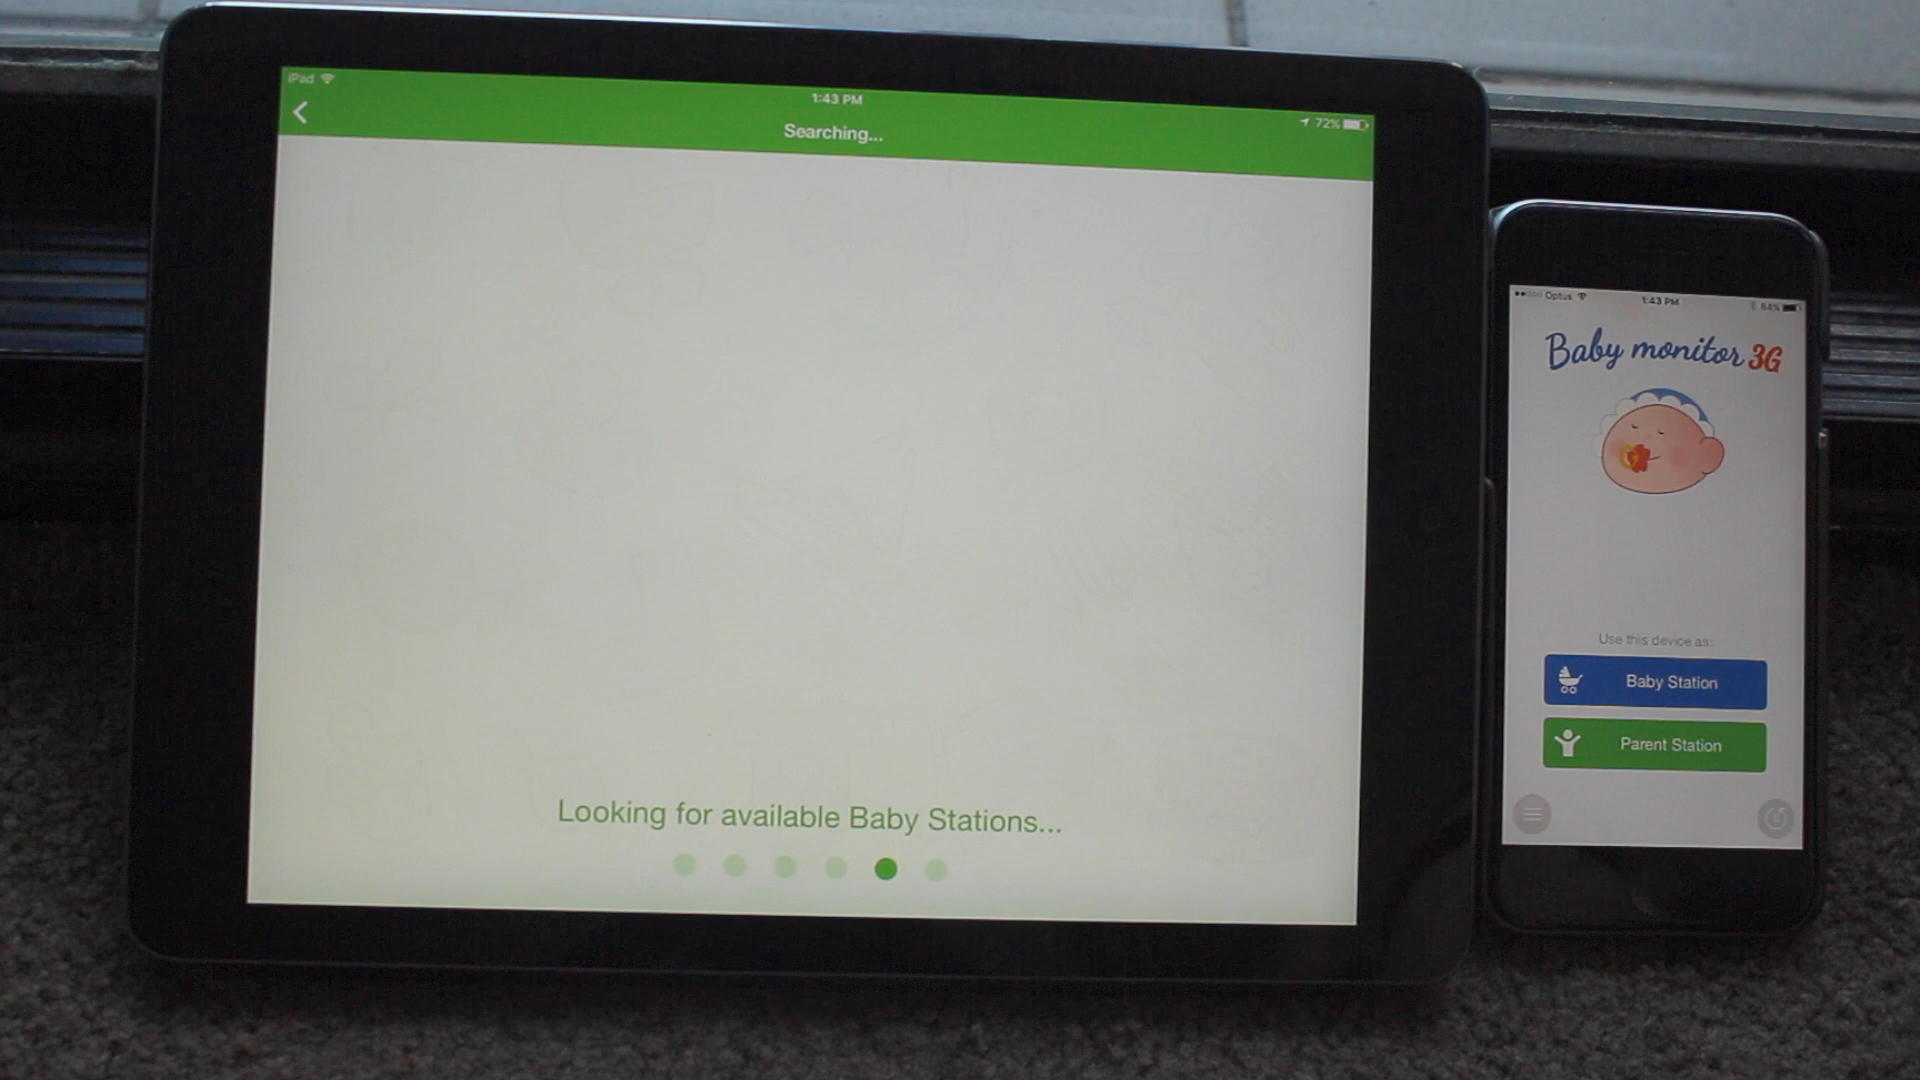 iPad
1:43 PM
72%
Searching...
Looking for available Baby Stations...
Optus
1:43 PM
84%
Baby monitor 3G
Use this device as:
Baby Station
Parent Station